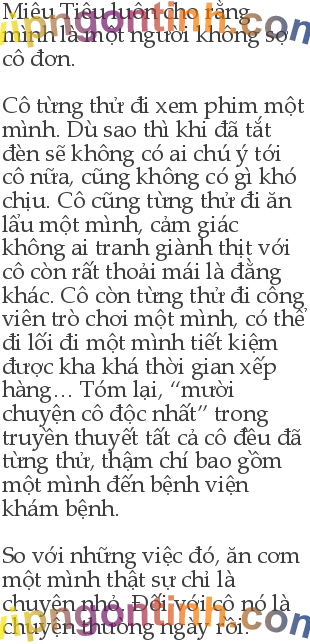 Miêu Tiêu luôn cho rằng
mình là một người không sợ
cô đơn.
Cô từng thử đi xem phim một
mình. Dù sao thì khi đã tắt
đèn sẽ không có ai chú ý tới
cô nữa, cũng không có gì khó
chịu. Cô cũng từng thử đi ăn
lẩu một mình, cảm giác
không ai tranh giành thịt với
cô còn rất thoải mái là đằng
khác. Cô còn từng thử đi công
viên trò chơi một mình, có thể
đi lối đi một mình tiết kiệm
được kha khá thời gian xếp
hàng... Tóm lại, “mười
chuyện cô độc nhất” trong
truyền thuyết tất cả cô đều đã
từng thử, thậm chí bao gồm
một mình đến bệnh viện
khám bệnh.
So với những việc đó, ăn cơm
một mình thật sự chỉ là
chuyện nhỏ. Đối với cô nó là
chuyện thường ngày rồi.
vipngontinh.com
vipngontinh.com